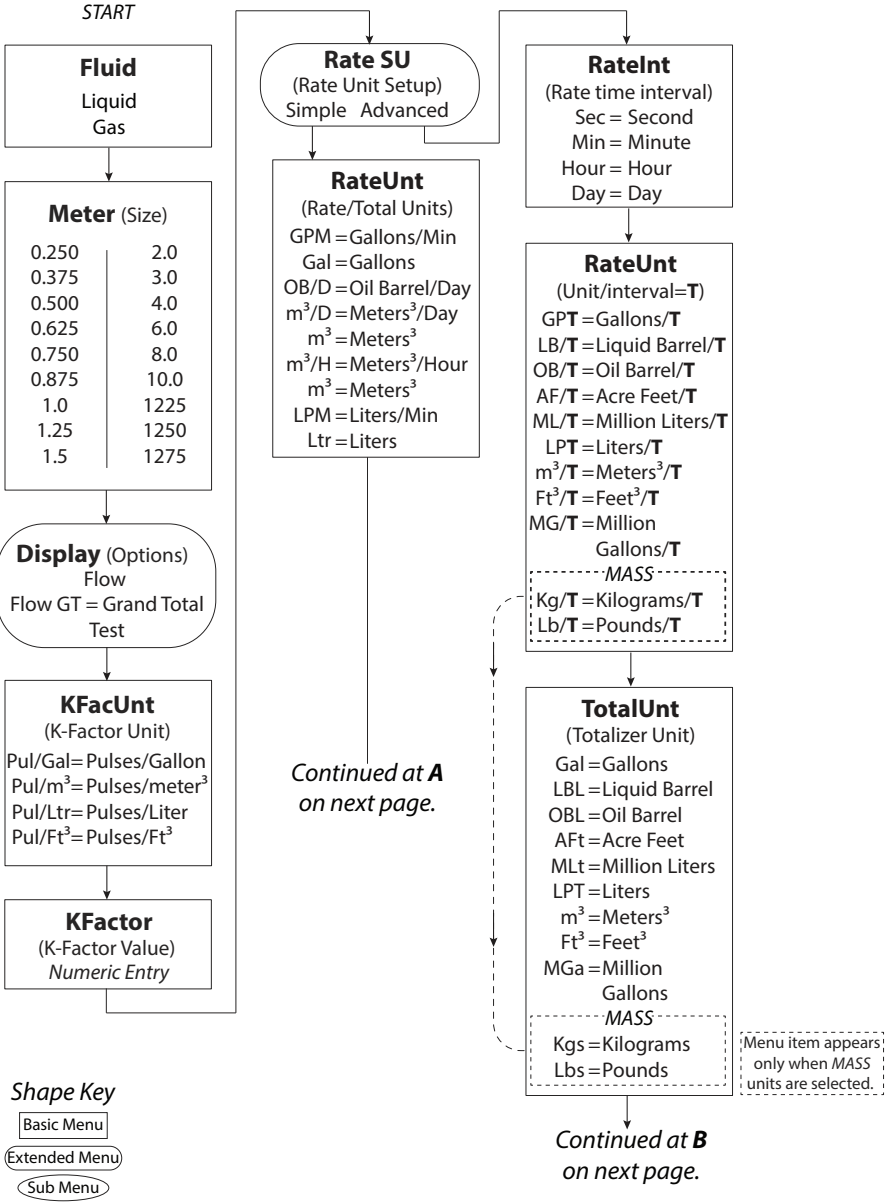 START
Fluid
Liquid
Gas
Meter (Size)
0.250 2.0
0.375 3.0
0.500 4.0
0.625 6.0
0.750 8.0
0.875 10.0
1.0 1225
1.25 1250
1.5 1275
Display (Options)
Flow
Flow GT = Grand Total
Test
KFacUnt
(K-Factor Unit)
Pul/Gal= Pulses/Gallon
Pul/m³= Pulses/meter³
Pul/Ltr= Pulses/Liter
Pul/Ft³= Pulses/Ft³
KFactor
(K-Factor Value)
Numeric Entry
Shape Key
Basic Menu
Extended Menu
Sub Menu
Rate SU
(Rate Unit Setup)
Simple Advanced
RateUnt
(Rate/Total Units)
GPM =Gallons/Min
Gal =Gallons
OB/D =Oil Barrel/Day
m³/D =Meters³/Day
m³ =Meters³
m³/H =Meters³/Hour
m³ =Meters³
LPM =Liters/Min
Ltr =Liters
Continued at A
on next page.
RateInt
(Rate time interval)
Sec = Second
Min = Minute
Hour = Hour
Day = Day
RateUnt
(Unit/interval=T)
GPT =Gallons/T
LB/T =Liquid Barrel/T
OB/T =Oil Barrel/T
AF/T =Acre Feet/T
ML/T =Million Liters/T
LPT =Liters/T
m³/T =Meters³/T
Ft³/T =Feet³/T
MG/T =Million
Gallons/T
MASS
Kg/T =Kilograms/T
Lb/T =Pounds/T
TotalUnt
(Totalizer Unit)
Gal =Gallons
LBL =Liquid Barrel
OBL =Oil Barrel
AFt =Acre Feet
MLt =Million Liters
LPT =Liters
m³ =Meters³
Ft³ =Feet³
MGa =Million
Gallons
MASS
Kgs =Kilograms
Lbs =Pounds
Menu item appears
only when MASS
units are selected.
Continued at B
on next page.